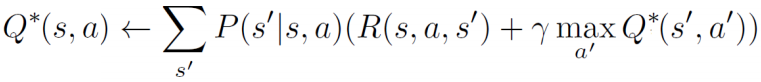 Q*(s, a) ← ∑_{s′} P(s′|s, a)(R(s, a, s′) + γ max_{a′} Q*(s′, a′))